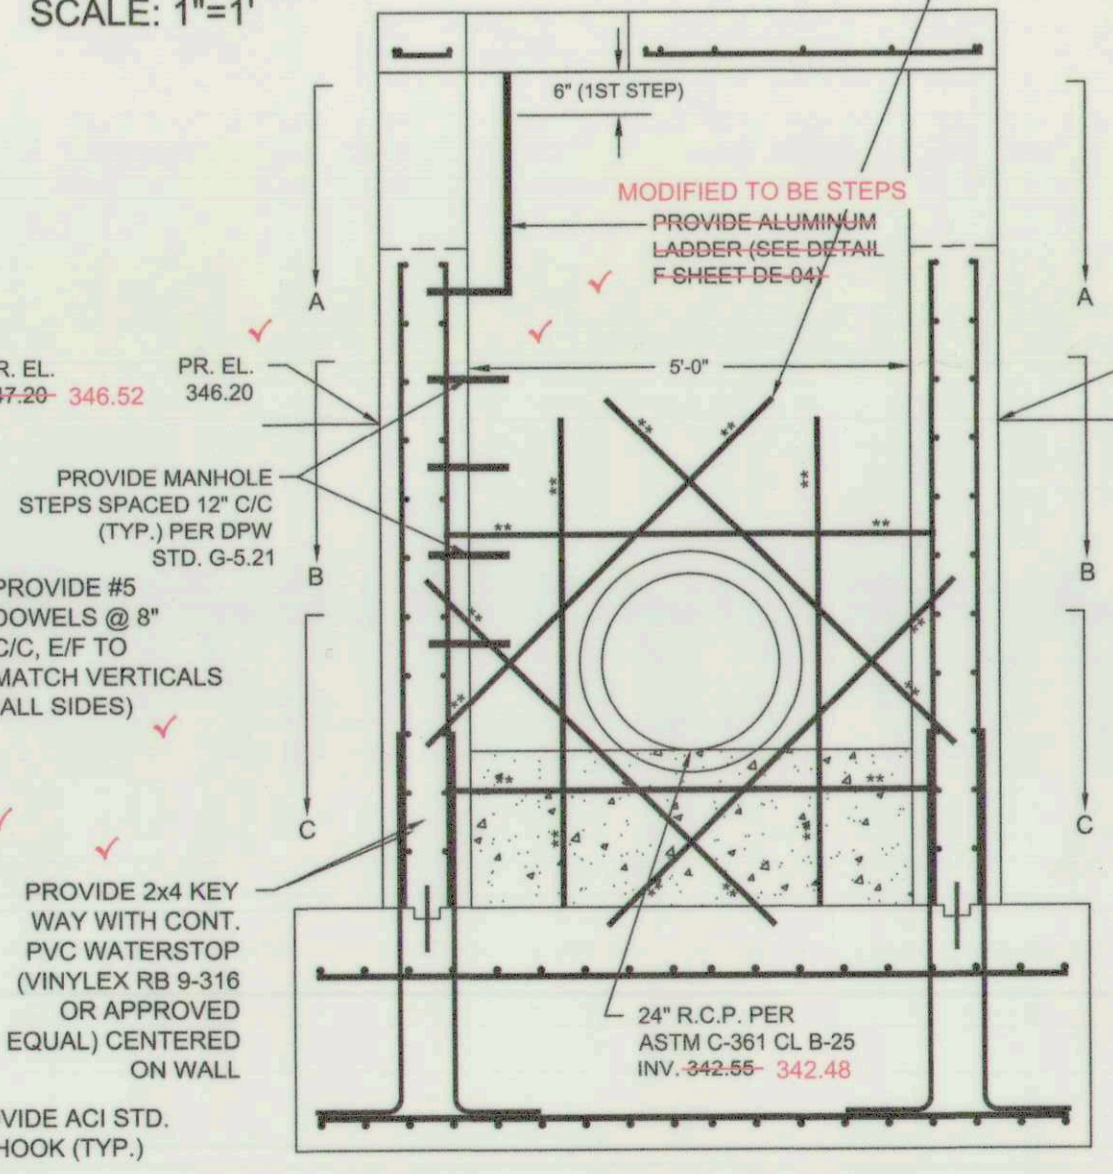 SCALE: 1"=1'
6" (1ST STEP)
MODIFIED TO BE STEPS
PROVIDE ALUMINUM
LADDER (SEE DETAIL
F SHEET DE-04)
A
A
R. EL.
47.20 346.52
PR. EL.
346.20
5'-0"
PROVIDE MANHOLE
STEPS SPACED 12" C/C
(TYP.) PER DPW
STD. G-5.21
B
B
PROVIDE #5
DOWELS @ 8"
C/C, E/F TO
MATCH VERTICALS
ALL SIDES)
C
C
PROVIDE 2x4 KEY
WAY WITH CONT.
PVC WATERSTOP
(VINYLEX RB 9-316
OR APPROVED
EQUAL) CENTERED
ON WALL
24" R.C.P. PER
ASTM C-361 CL B-25
INV. 342.55 342.48
OVIDE ACI STD.
HOOK (TYP.)